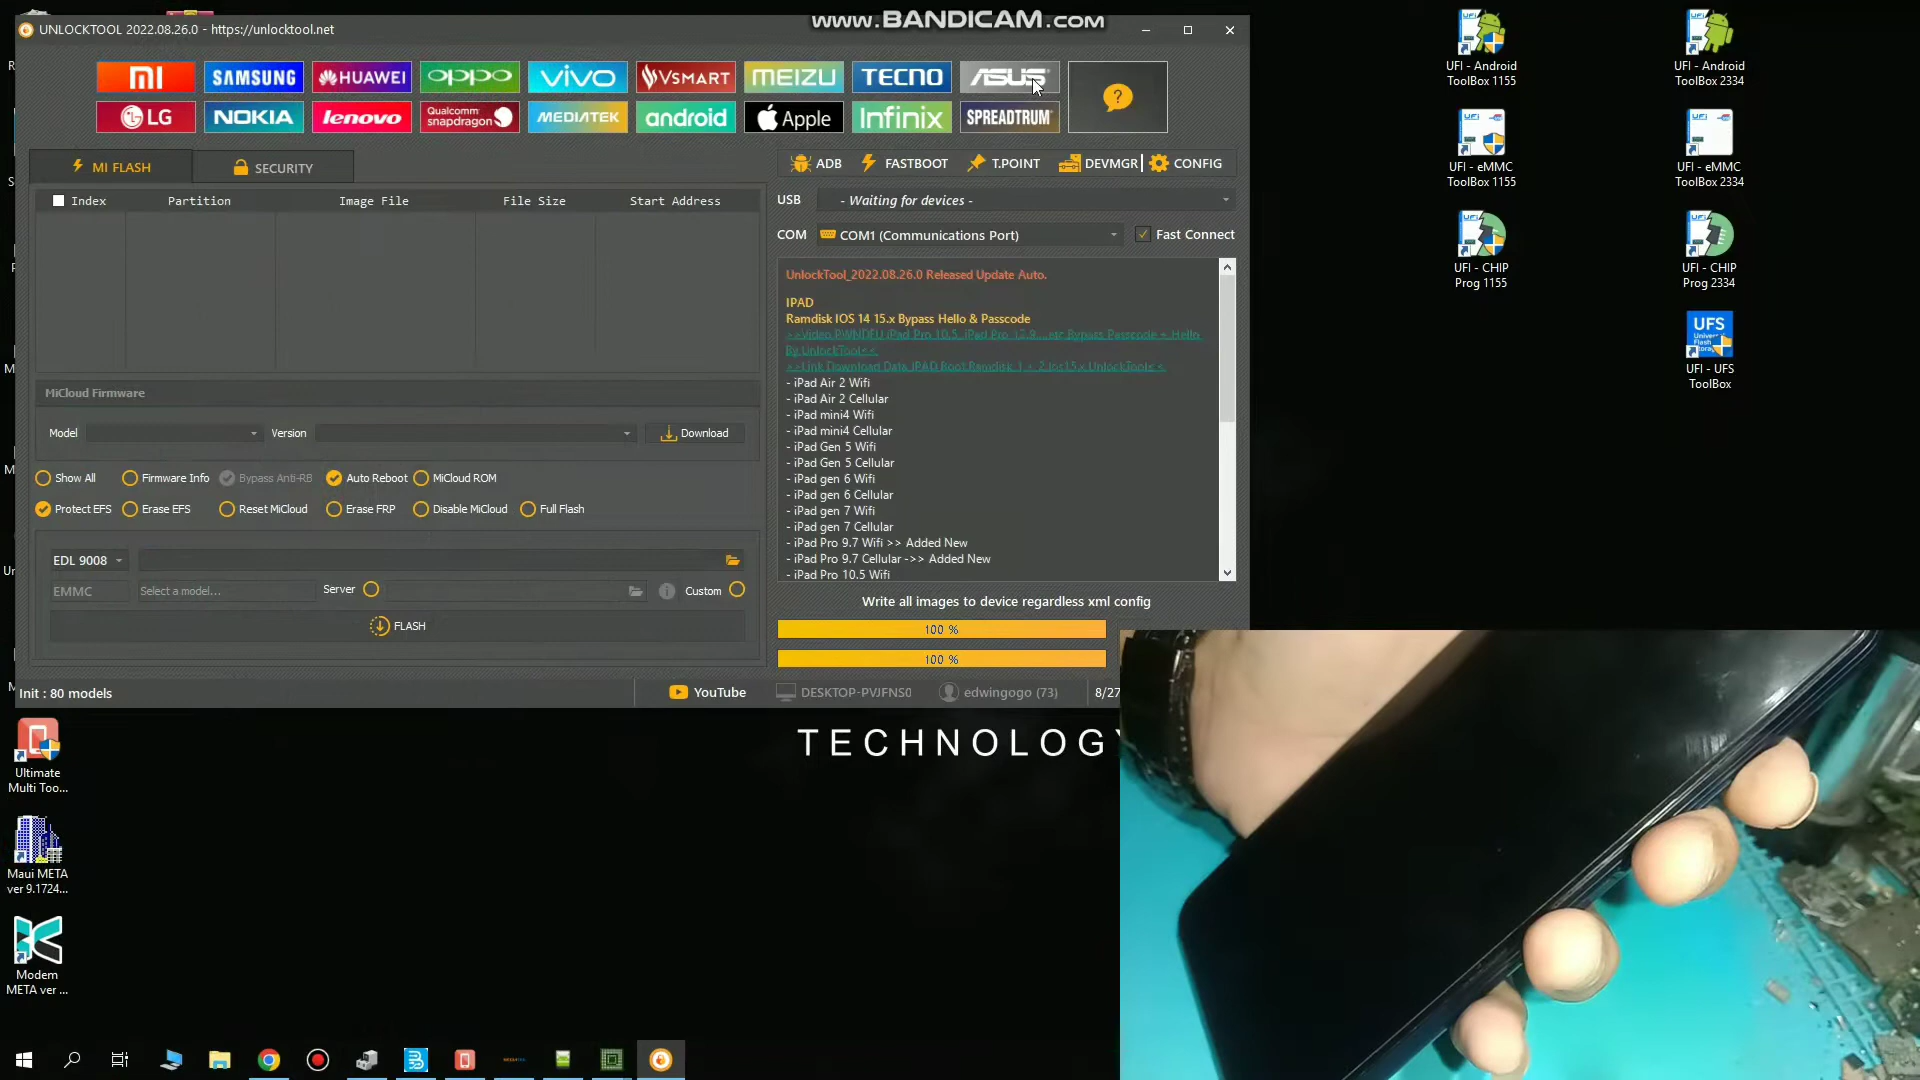 www.BANDICAM.com
UNLOCKTOOL 2022.08.26.0 - https://unlocktool.net
MI
SAMSUNG
HUAWEI
oppo
vivo
VSMART
MEIZU
TECNO
ASUS
?
LG
NOKIA
lenovo
Qualcomm snapdragon
MEDIATEK
android
Apple
Infinix
SPREADTRUM
MI FLASH
SECURITY
ADB
FASTBOOT
T.POINT
DEVMGR
CONFIG
Index
Partition
Image File
File Size
Start Address
USB
- Waiting for devices -
COM
COM1 (Communications Port)
Fast Connect
UnlockTool_2022.08.26.0 Released Update Auto.
IPAD
Ramdisk IOS 14 15.x Bypass Hello & Passcode
By UnlockTool<<
- iPad Air 2 Wifi
- iPad Air 2 Cellular
- iPad mini4 Wifi
- iPad mini4 Cellular
- iPad Gen 5 Wifi
- iPad Gen 5 Cellular
- iPad gen 6 Wifi
- iPad gen 6 Cellular
- iPad gen 7 Wifi
- iPad gen 7 Cellular
- iPad Pro 9.7 Wifi >> Added New
- iPad Pro 9.7 Cellular ->> Added New
- iPad Pro 10.5 Wifi
MiCloud Firmware
Model
Version
Download
Show All
Firmware Info
Bypass Anti-RB
Auto Reboot
MiCloud ROM
Protect EFS
Erase EFS
Reset MiCloud
Erase FRP
Disable MiCloud
Full Flash
EDL 9008
EMMC
Select a model...
Server
Custom
FLASH
Write all images to device regardless xml config
100 %
100 %
Init : 80 models
YouTube
DESKTOP-PVJFNS0
edwingogo (73)
8/27
TECHNOLOGY
UFI - Android
ToolBox 1155
UFI - Android
ToolBox 2334
UFI - eMMC
ToolBox 1155
UFI - eMMC
ToolBox 2334
UFI - CHIP
Prog 1155
UFI - CHIP
Prog 2334
UFS
UFI - UFS
ToolBox
Ultimate
Multi Too...
Maui META
ver 9.1724...
Modem
META ver ...